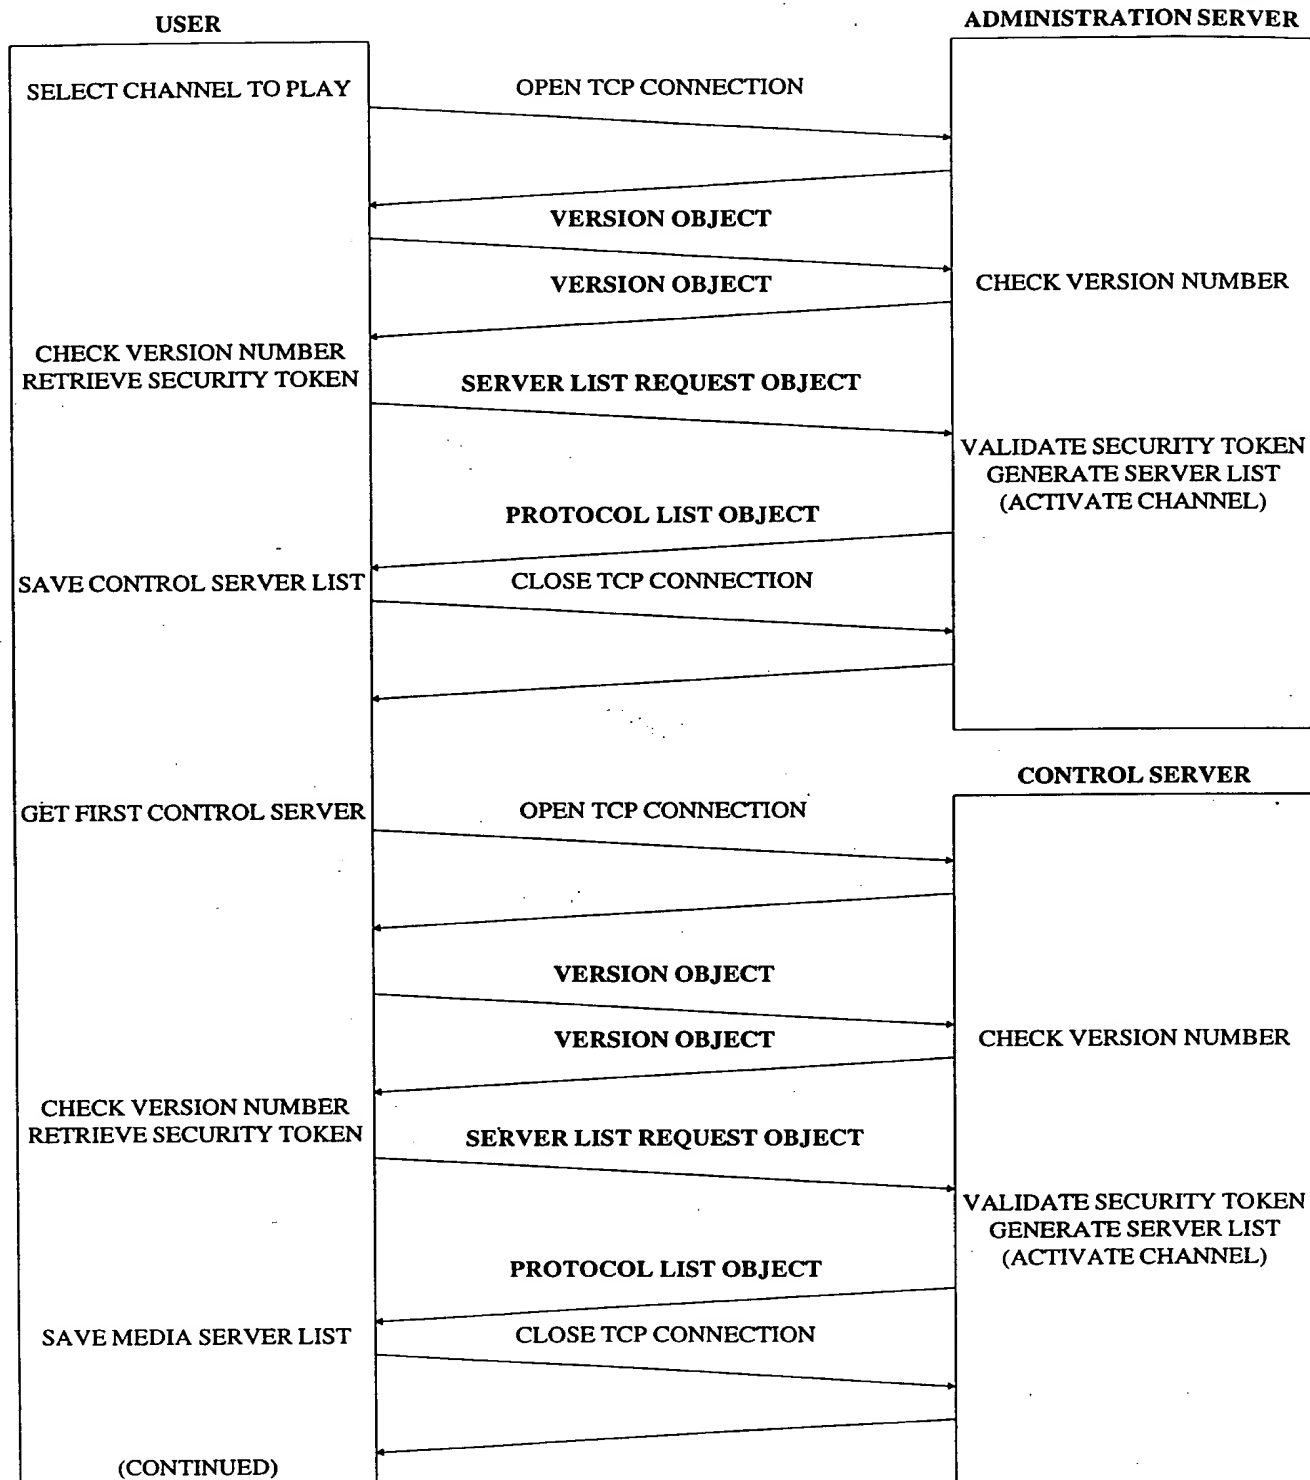 USER
ADMINISTRATION SERVER
SELECT CHANNEL TO PLAY
OPEN TCP CONNECTION
VERSION OBJECT
VERSION OBJECT
CHECK VERSION NUMBER
CHECK VERSION NUMBER
RETRIEVE SECURITY TOKEN
SERVER LIST REQUEST OBJECT
VALIDATE SECURITY TOKEN
GENERATE SERVER LIST
(ACTIVATE CHANNEL)
PROTOCOL LIST OBJECT
SAVE CONTROL SERVER LIST
CLOSE TCP CONNECTION
CONTROL SERVER
GET FIRST CONTROL SERVER
OPEN TCP CONNECTION
VERSION OBJECT
VERSION OBJECT
CHECK VERSION NUMBER
CHECK VERSION NUMBER
RETRIEVE SECURITY TOKEN
SERVER LIST REQUEST OBJECT
VALIDATE SECURITY TOKEN
GENERATE SERVER LIST
(ACTIVATE CHANNEL)
PROTOCOL LIST OBJECT
SAVE MEDIA SERVER LIST
CLOSE TCP CONNECTION
(CONTINUED)